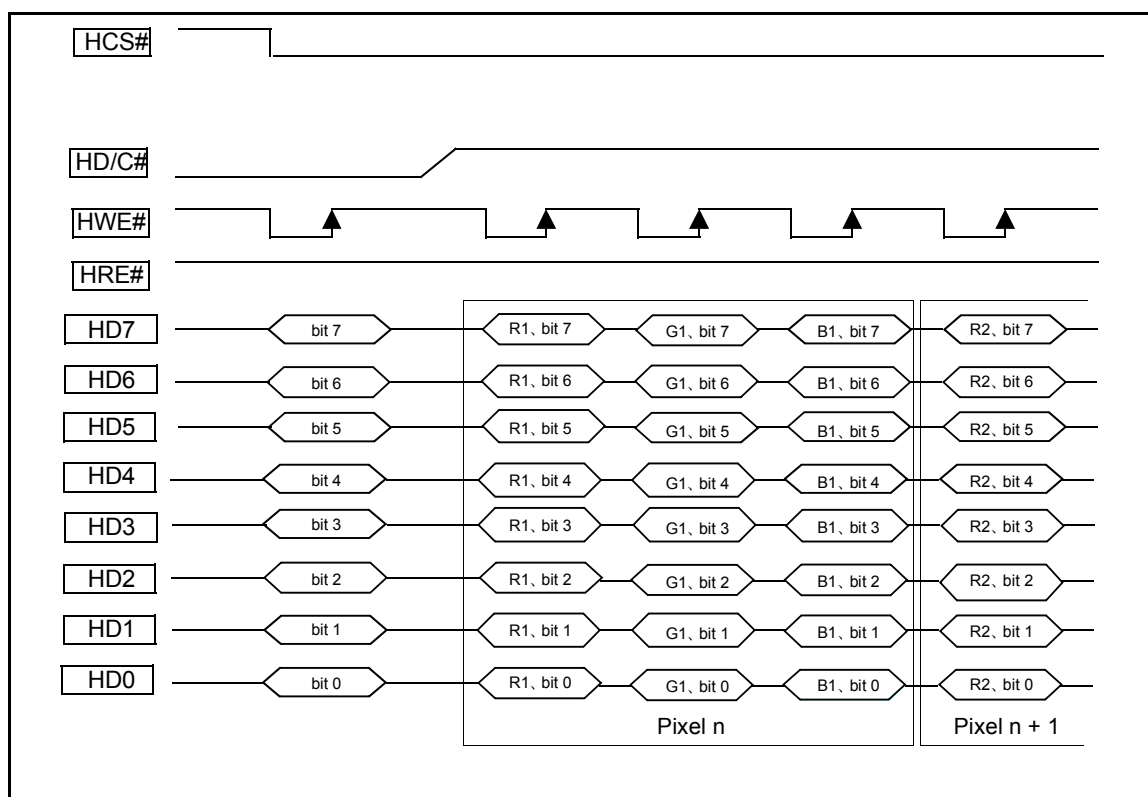 HCS#
HD/C#
HWE#
HRE#
HD7 bit 7 R1、bit 7 G1、bit 7 B1、bit 7 R2、bit 7
HD6 bit 6 R1、bit 6 G1、bit 6 B1、bit 6 R2、bit 6
HD5 bit 5 R1、bit 5 G1、bit 5 B1、bit 5 R2、bit 5
HD4 bit 4 R1、bit 4 G1、bit 4 B1、bit 4 R2、bit 4
HD3 bit 3 R1、bit 3 G1、bit 3 B1、bit 3 R2、bit 3
HD2 bit 2 R1、bit 2 G1、bit 2 B1、bit 2 R2、bit 2
HD1 bit 1 R1、bit 1 G1、bit 1 B1、bit 1 R2、bit 1
HD0 bit 0 R1、bit 0 G1、bit 0 B1、bit 0 R2、bit 0
Pixel n Pixel n + 1